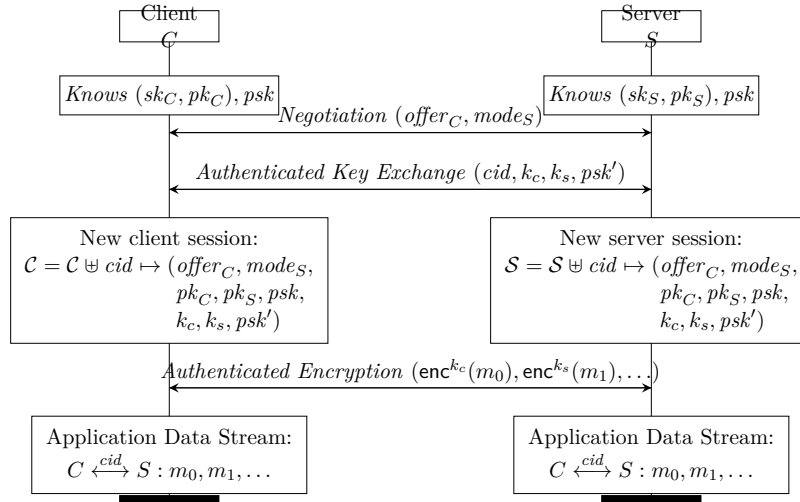 Client
C
Server
S
Knows (sk_C, pk_C), psk
Knows (sk_S, pk_S), psk
Negotiation (offer_C, mode_S)
Authenticated Key Exchange (cid, k_c, k_s, psk′)
New client session:
𝒞 = 𝒞 ⊎ cid ↦ (offer_C, mode_S,
pk_C, pk_S, psk,
k_c, k_s, psk′)
New server session:
𝒮 = 𝒮 ⊎ cid ↦ (offer_C, mode_S,
pk_C, pk_S, psk,
k_c, k_s, psk′)
Authenticated Encryption (enc^{k_c}(m_0), enc^{k_s}(m_1), …)
Application Data Stream:
C ⟷^{cid} S : m_0, m_1, …
Application Data Stream:
C ⟷^{cid} S : m_0, m_1, …